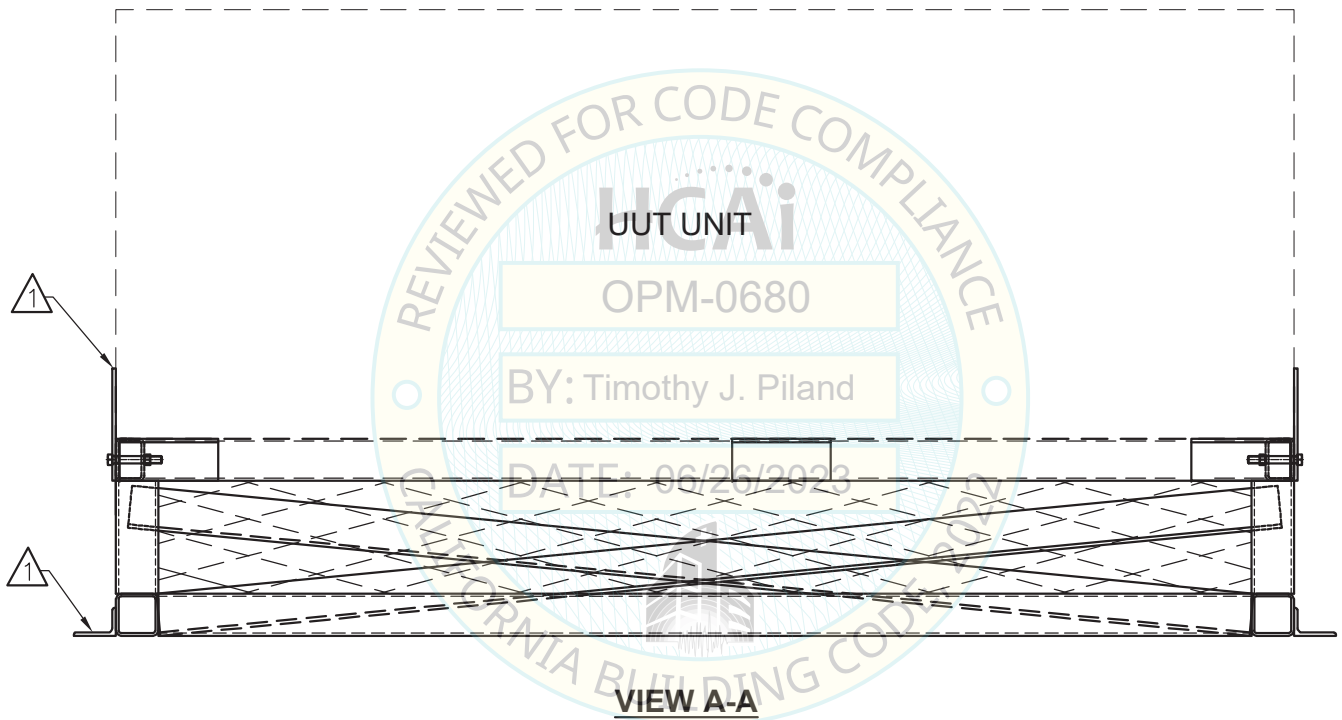 REVIEWED FOR CODE COMPLIANCE
HCAi
UUT UNIT
OPM-0680
1
BY: Timothy J. Piland
DATE: 06/26/2023
1
CALIFORNIA BUILDING CODE 2022
VIEW A-A